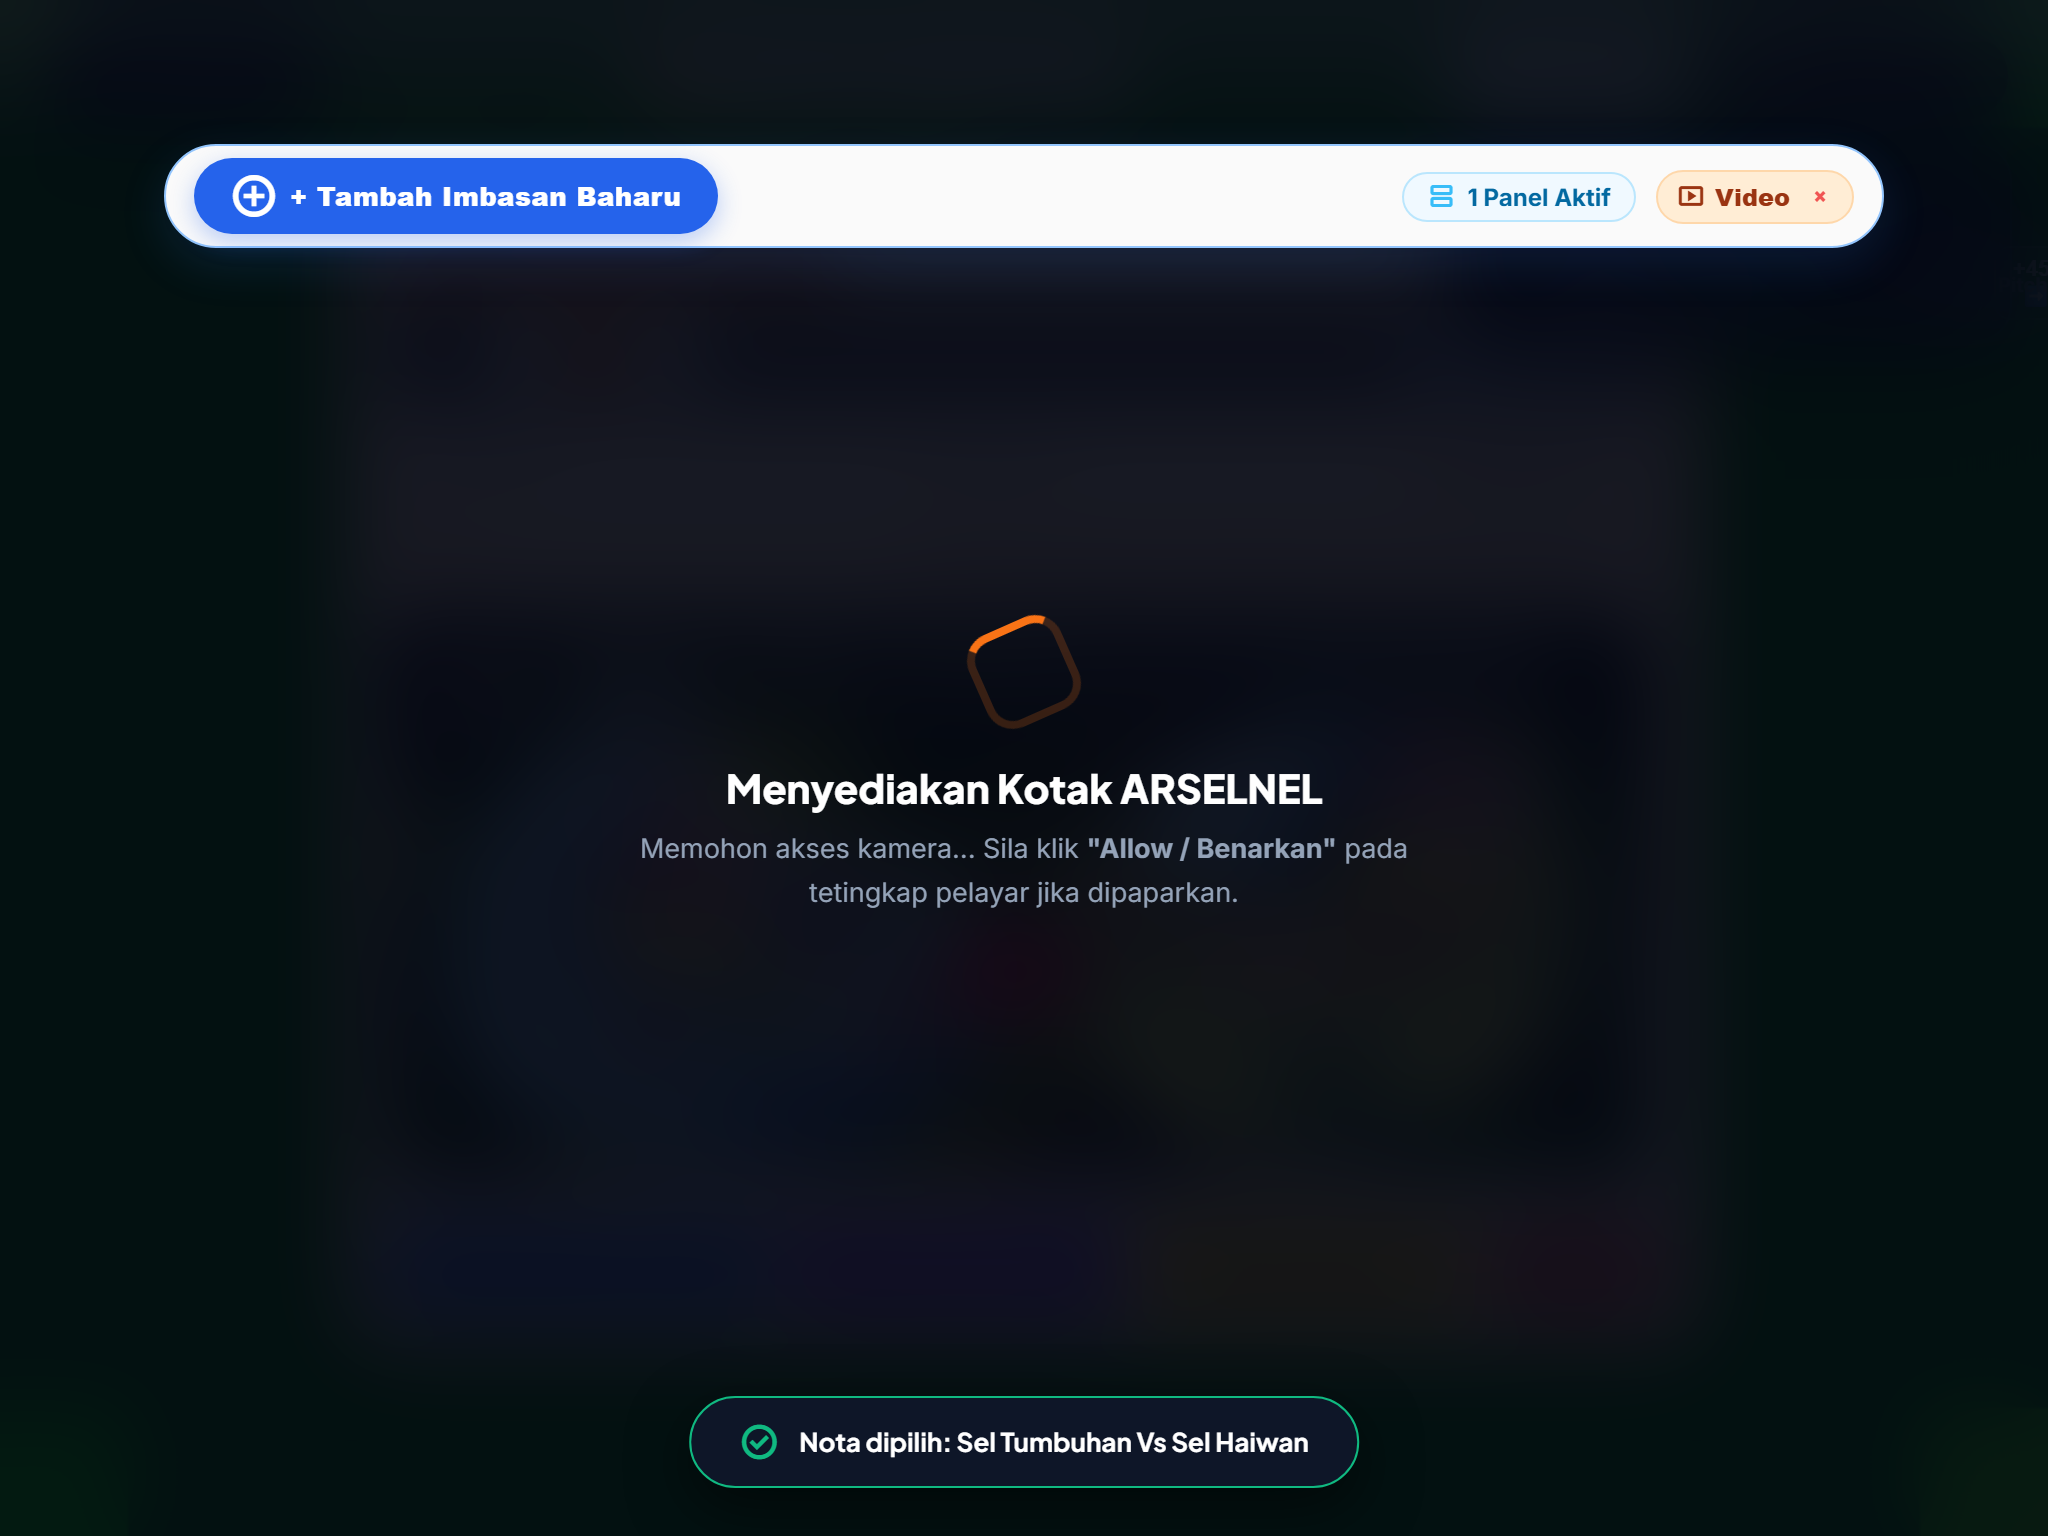 + Tambah Imbasan Baharu
1 Panel Aktif
Video ×
Menyediakan Kotak ARSELNEL
Memohon akses kamera... Sila klik "Allow / Benarkan" pada
tetingkap pelayar jika dipaparkan.
Nota dipilih: Sel Tumbuhan Vs Sel Haiwan